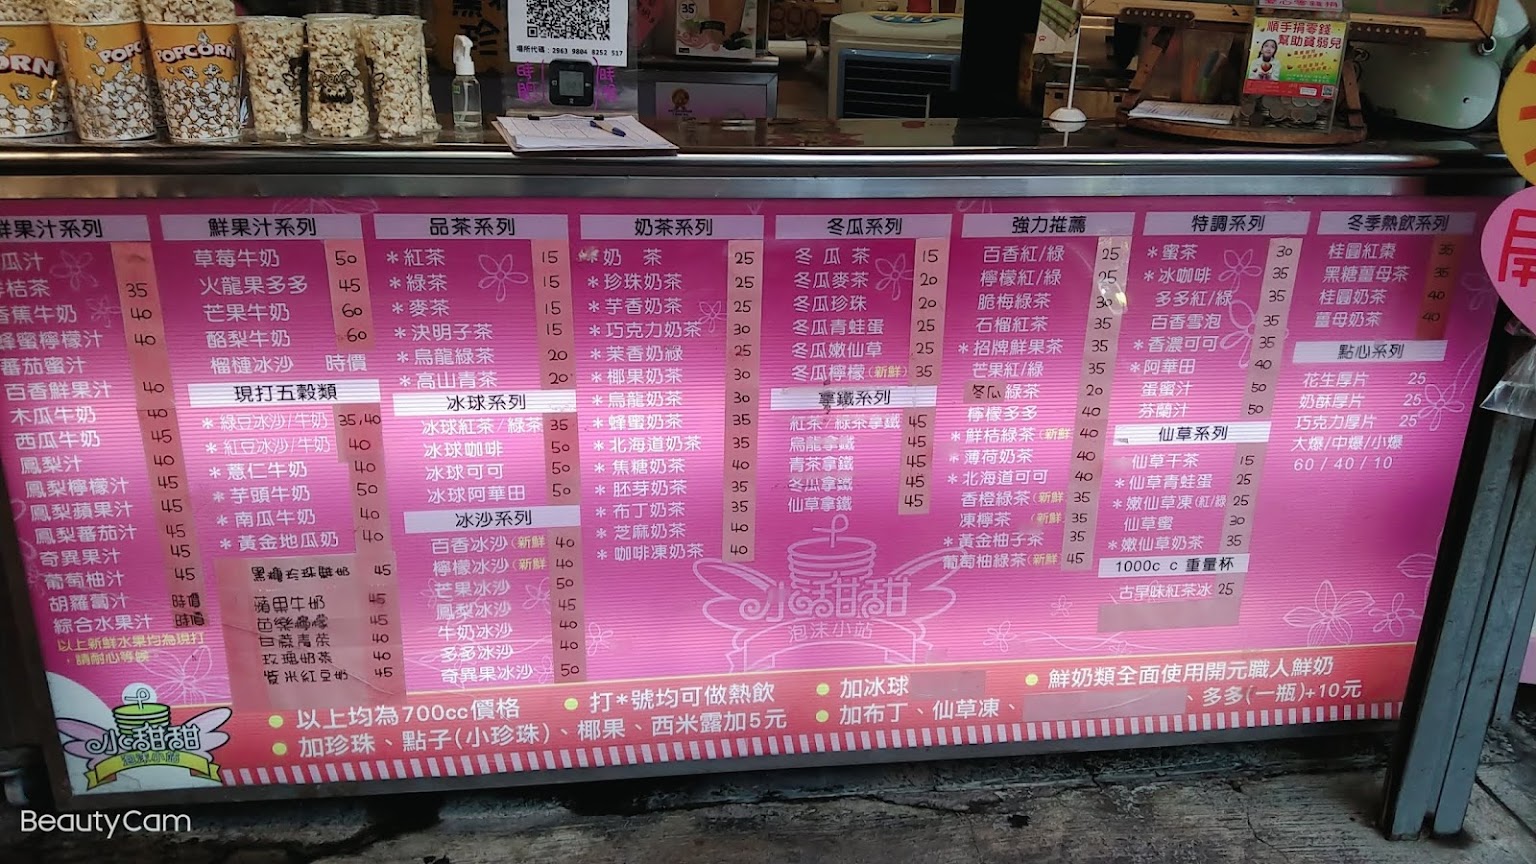 POPCORN
POPCORN
POPCORN
場所代碼：2963 9804 8252 517
35
順手捐零錢
幫助貧弱兒
鮮果汁系列
瓜汁
桔茶 35
香蕉牛奶 40
蜂蜜檸檬汁 40
蕃茄蜜汁
百香鮮果汁 40
木瓜牛奶 40
西瓜牛奶 45
鳳梨汁 45
鳳梨檸檬汁 45
鳳梨蘋果汁 45
鳳梨蕃茄汁 45
奇異果汁 45
葡萄柚汁 45
胡蘿蔔汁 時價
綜合水果汁 時價
以上新鮮水果均為現打
，請耐心等候
鮮果汁系列
草莓牛奶 50
火龍果多多 45
芒果牛奶 60
酪梨牛奶 60
榴槤冰沙 時價
現打五穀類
*綠豆冰沙/牛奶 35,40
*紅豆冰沙/牛奶 40
*薏仁牛奶 40
*芋頭牛奶 50
*南瓜牛奶 40
*黃金地瓜奶 40
黑糖珍珠鮮奶 45
蘋果牛奶 45
芭樂檸檬 45
甘蔗青茶 40
玫瑰奶茶 40
紫米紅豆奶 45
品茶系列
*紅茶 15
*綠茶 15
*麥茶 15
*決明子茶 15
*烏龍綠茶 20
*高山青茶 20
冰球系列
冰球紅茶/綠茶 35
冰球咖啡 50
冰球可可 50
冰球阿華田 50
冰沙系列
百香冰沙(新鮮 40
檸檬冰沙(新鮮 40
芒果冰沙 50
鳳梨冰沙 45
牛奶冰沙 40
多多冰沙 40
奇異果冰沙 50
奶茶系列
*奶 茶 25
*珍珠奶茶 25
*芋香奶茶 25
*巧克力奶茶 30
*茉香奶綠 25
*椰果奶茶 30
*烏龍奶茶 30
*蜂蜜奶茶 35
*北海道奶茶 35
*焦糖奶茶 40
*胚芽奶茶 35
*布丁奶茶 35
*芝麻奶茶 40
*咖啡凍奶茶 40
冬瓜系列
冬 瓜 茶 15
冬瓜麥茶 20
冬瓜珍珠 20
冬瓜青蛙蛋 25
冬瓜嫩仙草 25
冬瓜檸檬(新鮮) 35
拿鐵系列
紅茶/綠茶拿鐵 45
烏龍拿鐵 45
青茶拿鐵 45
冬瓜拿鐵 45
仙草拿鐵 45
小甜甜
泡沫小站
強力推薦
百香紅/綠 25
檸檬紅/綠 25
脆梅綠茶 30
石榴紅茶 35
*招牌鮮果茶 35
芒果紅/綠 35
冬瓜綠茶 20
檸檬多多 40
*鮮桔綠茶(新鮮 40
*薄荷奶茶 40
*北海道可可 40
香橙綠茶(新鮮 35
凍檸茶 (新鮮 35
*黃金柚子茶 35
葡萄柚綠茶(新鮮 45
特調系列
*蜜茶 30
*冰咖啡 35
多多紅/綠 35
百香雪泡 35
*香濃可可 35
*阿華田 40
蛋蜜汁 50
芬蘭汁 50
仙草系列
仙草干茶 15
*仙草青蛙蛋 25
*嫩仙草凍(紅/綠 25
仙草蜜 30
*嫩仙草奶茶 35
1000c c 重量杯
古早味紅茶冰 25
冬季熱飲系列
桂圓紅棗 35
黑糖薑母茶 35
桂圓奶茶 40
薑母奶茶 40
點心系列
花生厚片 25
奶酥厚片 25
巧克力厚片 25
大爆/中爆/小爆
60 / 40 / 10
小甜甜
以上均為700cc價格
打*號均可做熱飲
加冰球
鮮奶類全面使用開元職人鮮奶
加珍珠、點子(小珍珠)、椰果、西米露加5元
加布丁、仙草凍、
、多多(一瓶)+10元
BeautyCam